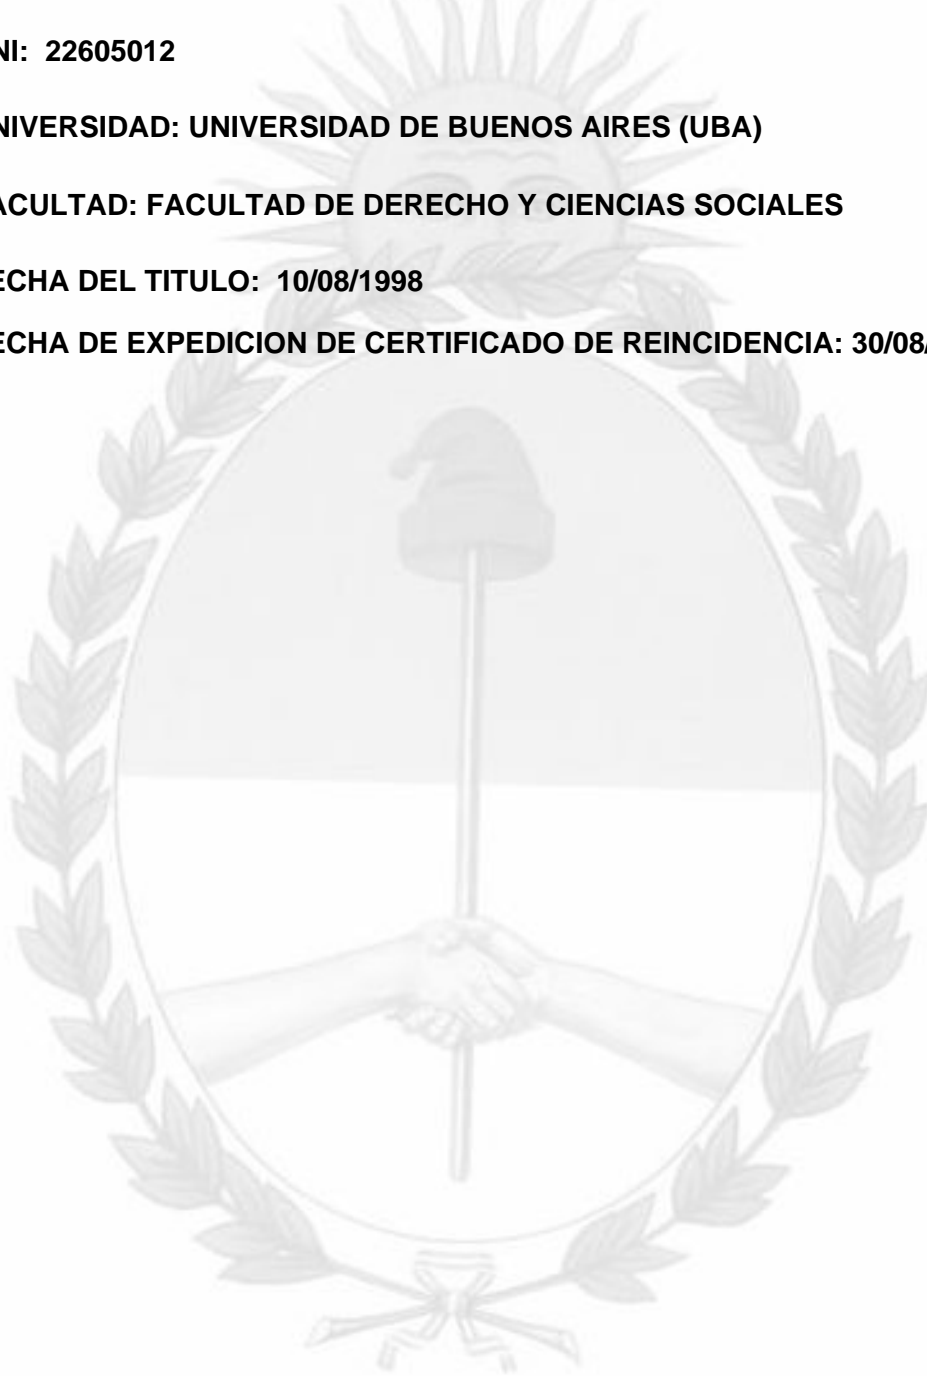 NI: 22605012
NIVERSIDAD: UNIVERSIDAD DE BUENOS AIRES (UBA)
ACULTAD: FACULTAD DE DERECHO Y CIENCIAS SOCIALES
ECHA DEL TITULO: 10/08/1998
ECHA DE EXPEDICION DE CERTIFICADO DE REINCIDENCIA: 30/08/